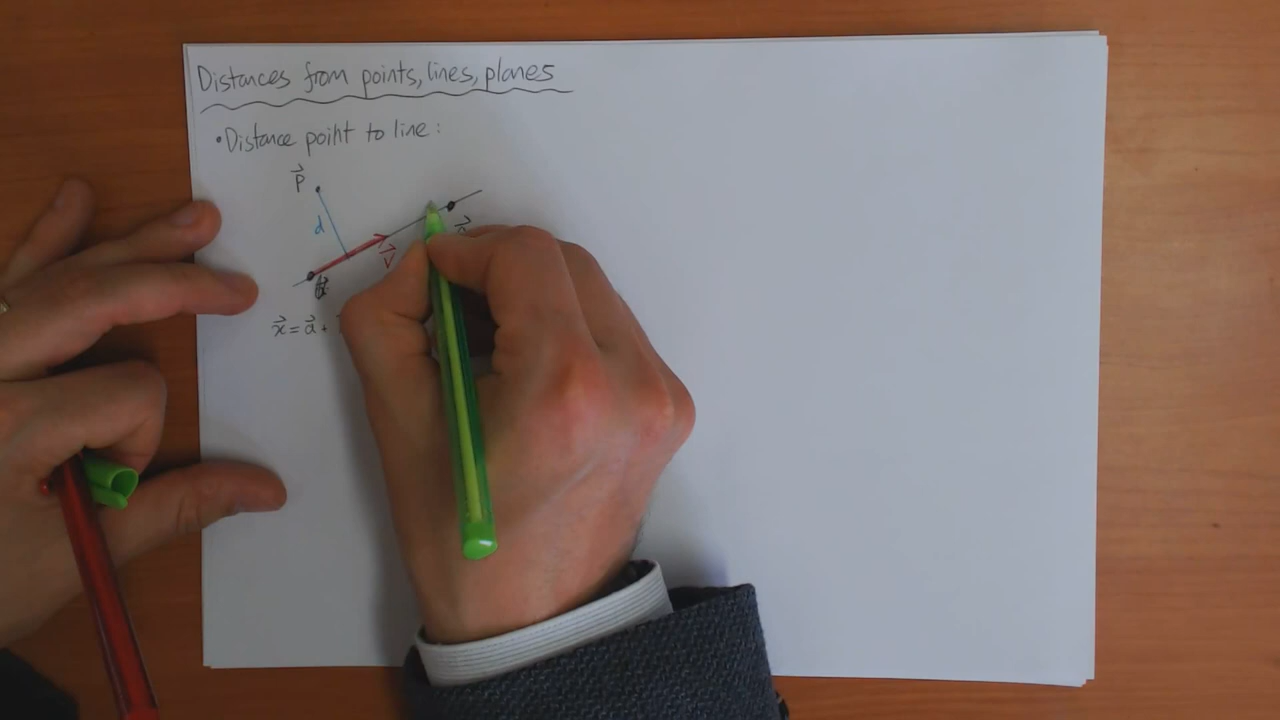 Distances from points, lines, planes
• Distance point to line:
p⃗
d
v⃗
x⃗ = a⃗ +